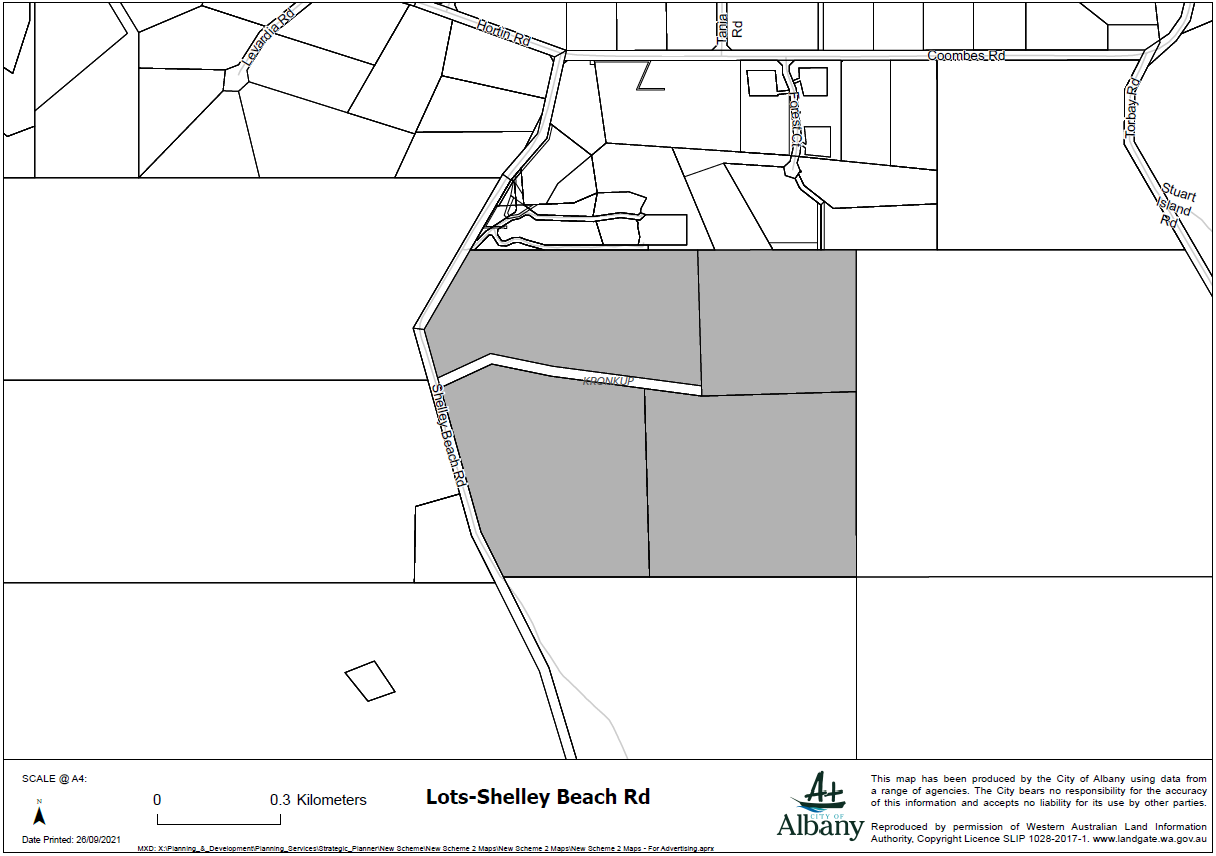 Levardia Rd
Hortin Rd
Tania
Rd
Coombes Rd
Forest Cl
Torbay Rd
Stuart
Island
Rd
KRONKUP
Shelley Beach Rd
SCALE @ A4:
N
0
0.3 Kilometers
Date Printed: 26/09/2021
Lots-Shelley Beach Rd
CITY OF
Albany
This map has been produced by the City of Albany using data from
a range of agencies. The City bears no responsibility for the accuracy
of this information and accepts no liability for its use by other parties.
Reproduced by permission of Western Australian Land Information
Authority, Copyright Licence SLIP 1028-2017-1. www.landgate.wa.gov.au
MXD: X:\Planning_&_Development\Planning_Services\Strategic_Planner\New Scheme\New Scheme 2 Maps\New Scheme 2 Maps\New Scheme 2 Maps - For Advertising.aprx